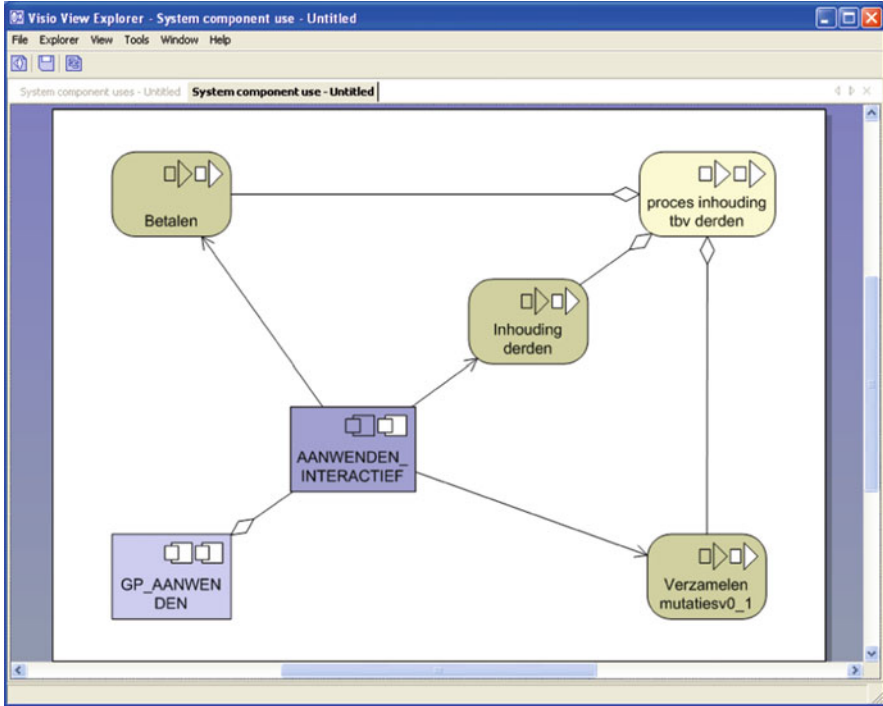 Visio View Explorer - System component use - Untitled
File Explorer View Tools Window Help
System component uses - Untitled System component use - Untitled
Betalen
proces inhouding
tbv derden
Inhouding
derden
AANWENDEN_
INTERACTIEF
GP_AANWEN
DEN
Verzamelen
mutatiesv0_1